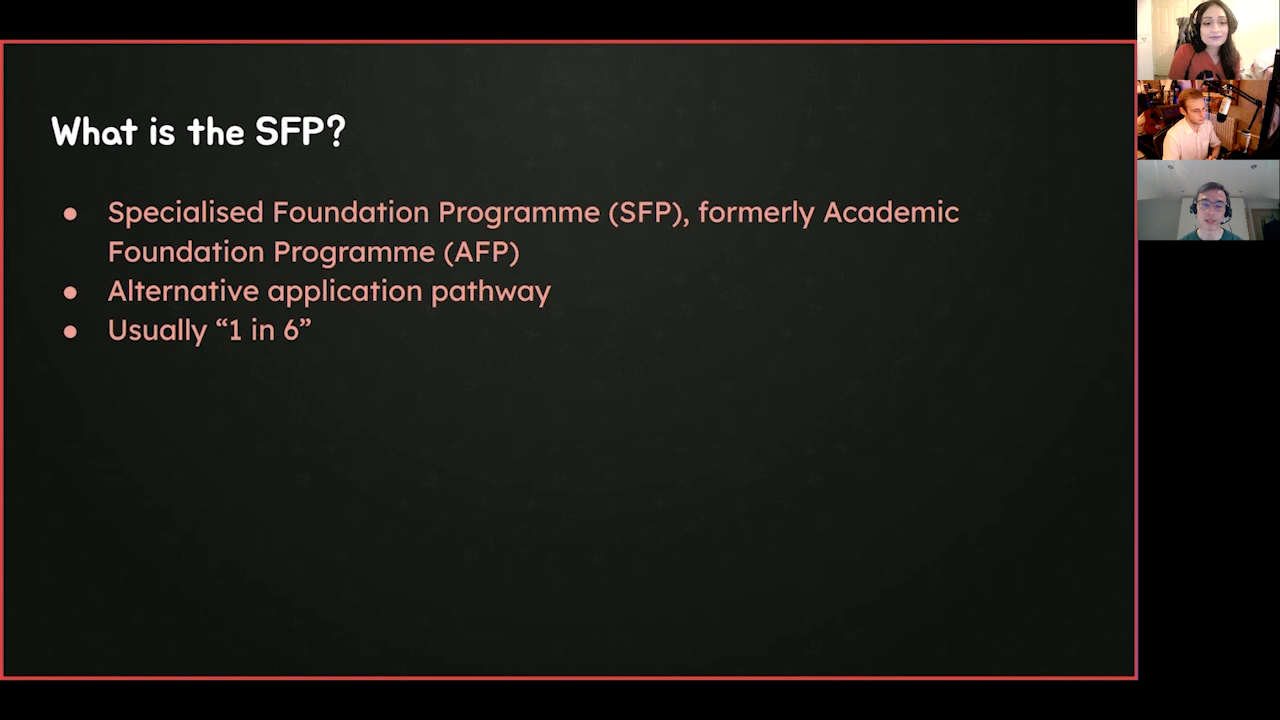 What is the SFP?
● Specialised Foundation Programme (SFP), formerly Academic
Foundation Programme (AFP)
● Alternative application pathway
● Usually “1 in 6”